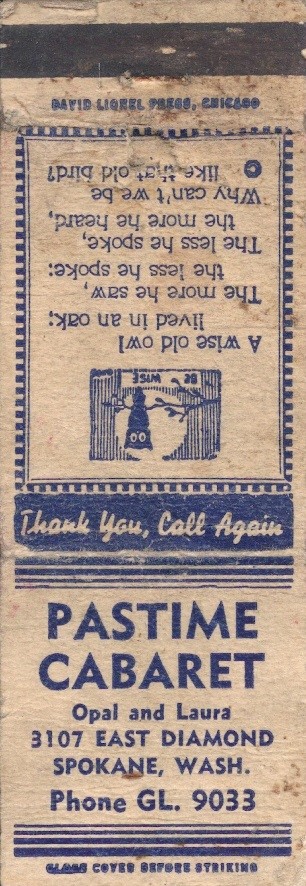 DAVID LIONEL PRESS, CHICAGO
BE WISE
A wise old owl
lived in an oak;
The more he saw,
the less he spoke:
The less he spoke,
the more he heard,
Why can't we be
like that old bird?
©
Thank You, Call Again
PASTIME
CABARET
Opal and Laura
3107 EAST DIAMOND
SPOKANE, WASH.
Phone GL. 9033
CLOSE COVER BEFORE STRIKING